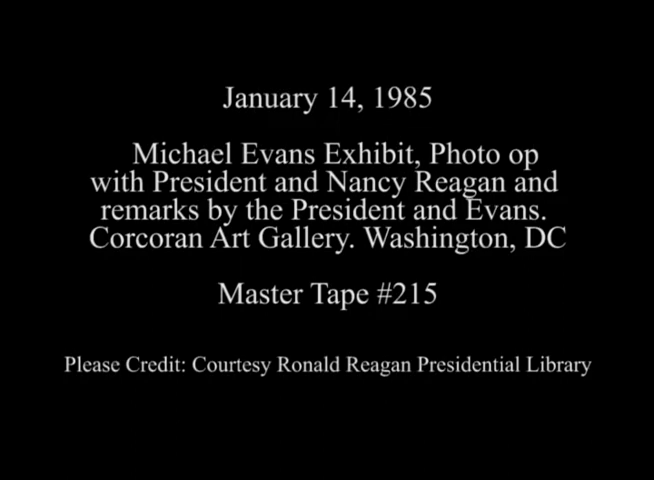 January 14, 1985
Michael Evans Exhibit, Photo op
with President and Nancy Reagan and
remarks by the President and Evans.
Corcoran Art Gallery. Washington, DC
Master Tape #215
Please Credit: Courtesy Ronald Reagan Presidential Library